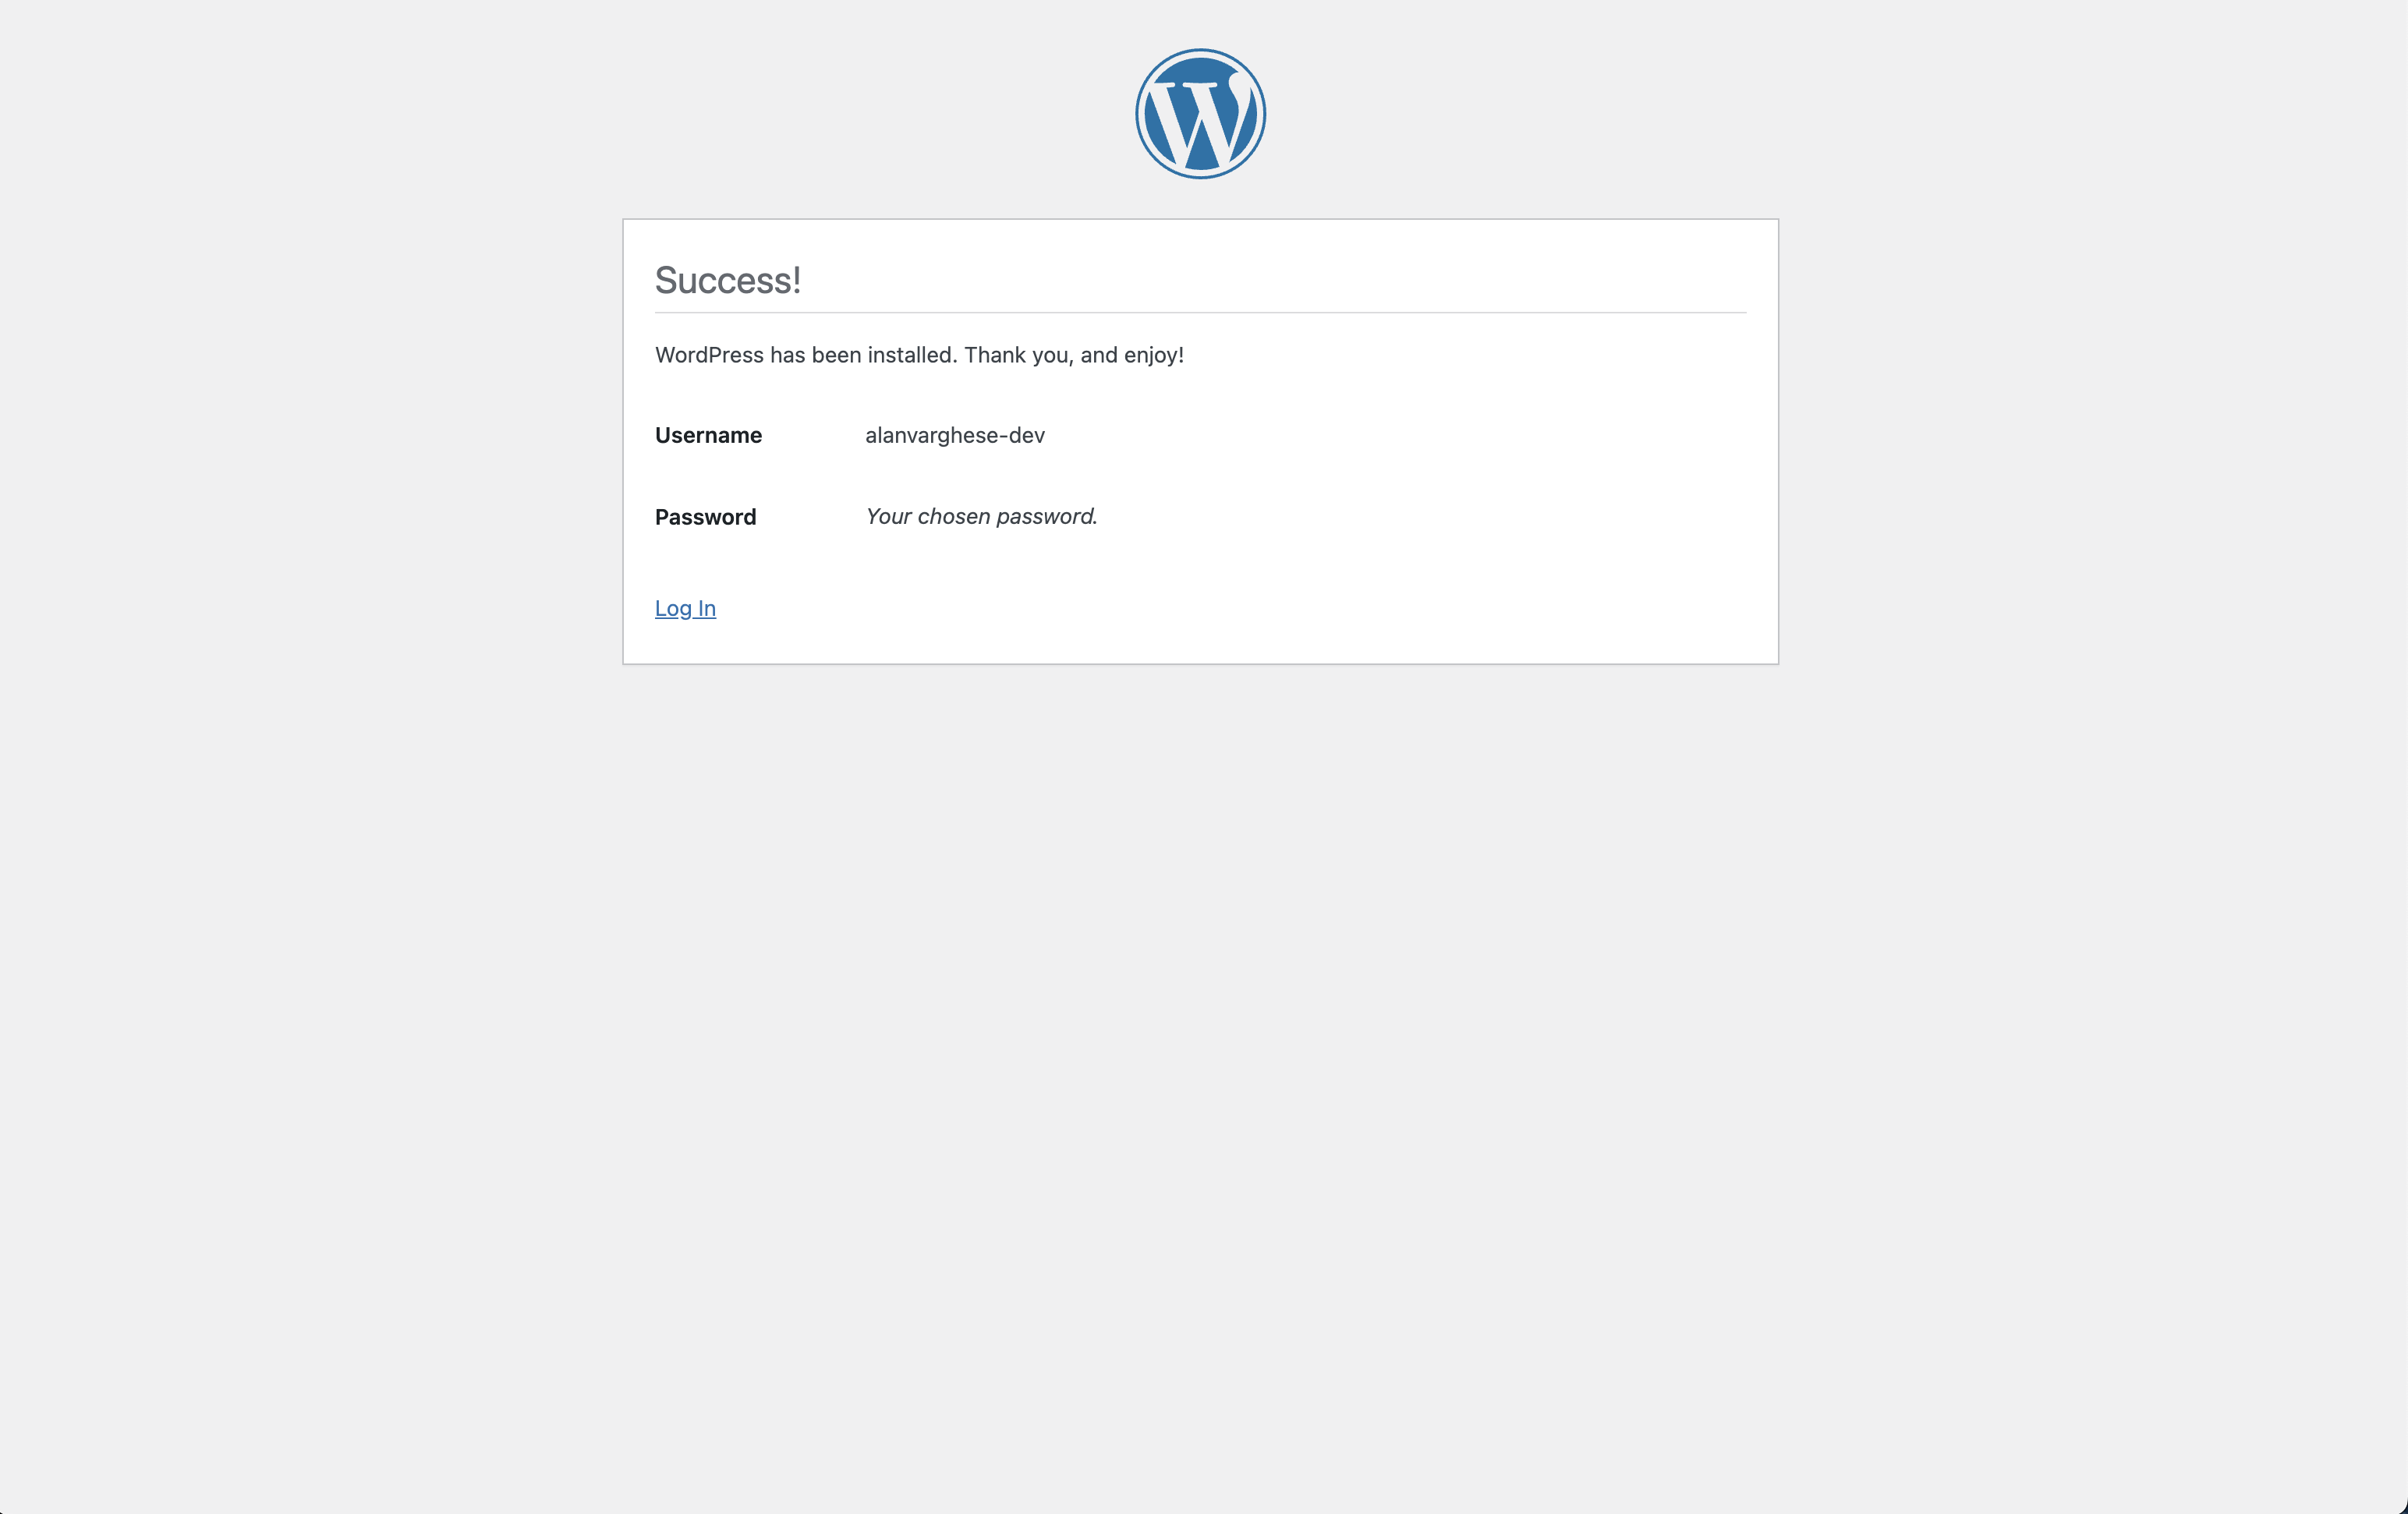 Success!
WordPress has been installed. Thank you, and enjoy!
Username alanvarghese-dev
Password Your chosen password.
Log In